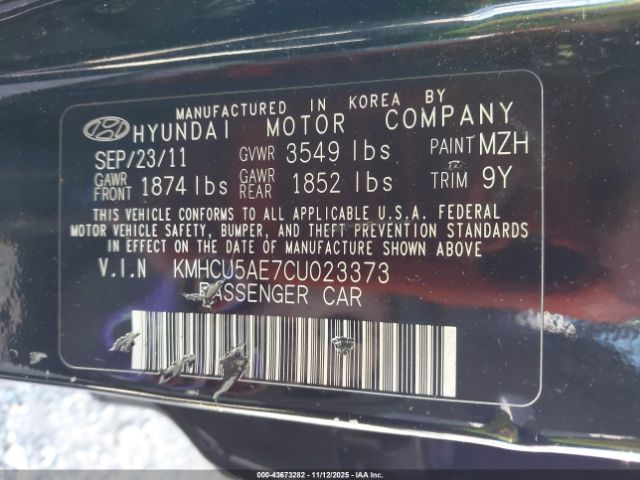 MANUFACTURED IN KOREA BY
HYUNDAI MOTOR COMPANY
SEP/23/11 GVWR 3549 lbs PAINT MZH
GAWR FRONT 1874 lbs GAWR REAR 1852 lbs TRIM 9Y
THIS VEHICLE CONFORMS TO ALL APPLICABLE U.S.A. FEDERAL
MOTOR VEHICLE SAFETY, BUMPER, AND THEFT PREVENTION STANDARDS
IN EFFECT ON THE DATE OF MANUFACTURE SHOWN ABOVE.
V.I.N KMHCU5AE7CU023373
PASSENGER CAR
000-43673282 - 11/12/2025 - IAAI.COM